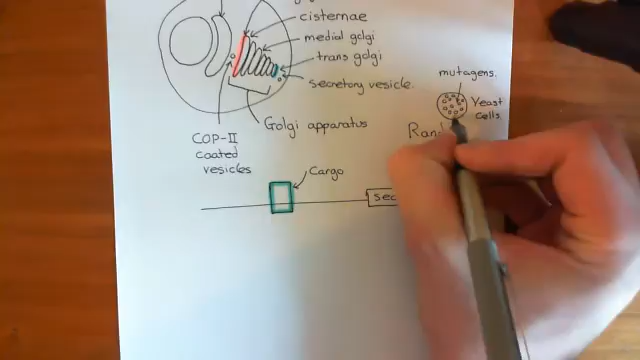 cisternae
medial golgi
trans golgi
secretory vesicle.
Golgi apparatus
COP-II
coated
vesicles
mutagens.
Yeast
cells.
Cargo